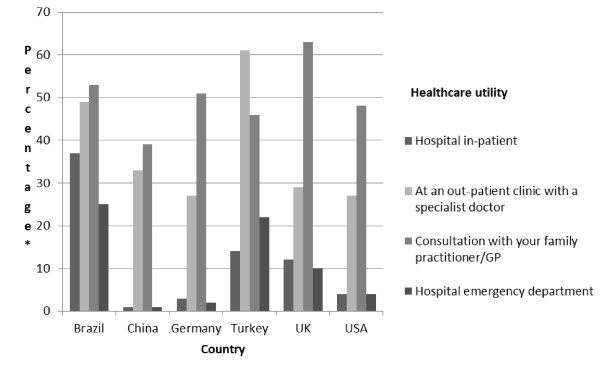 70
60
50
40
30
20
10
0
Percentage*
Brazil China Germany Turkey UK USA
Country
Healthcare utility
Hospital in-patient
At an out-patient clinic with a
specialist doctor
Consultation with your family
practitioner/GP
Hospital emergency department